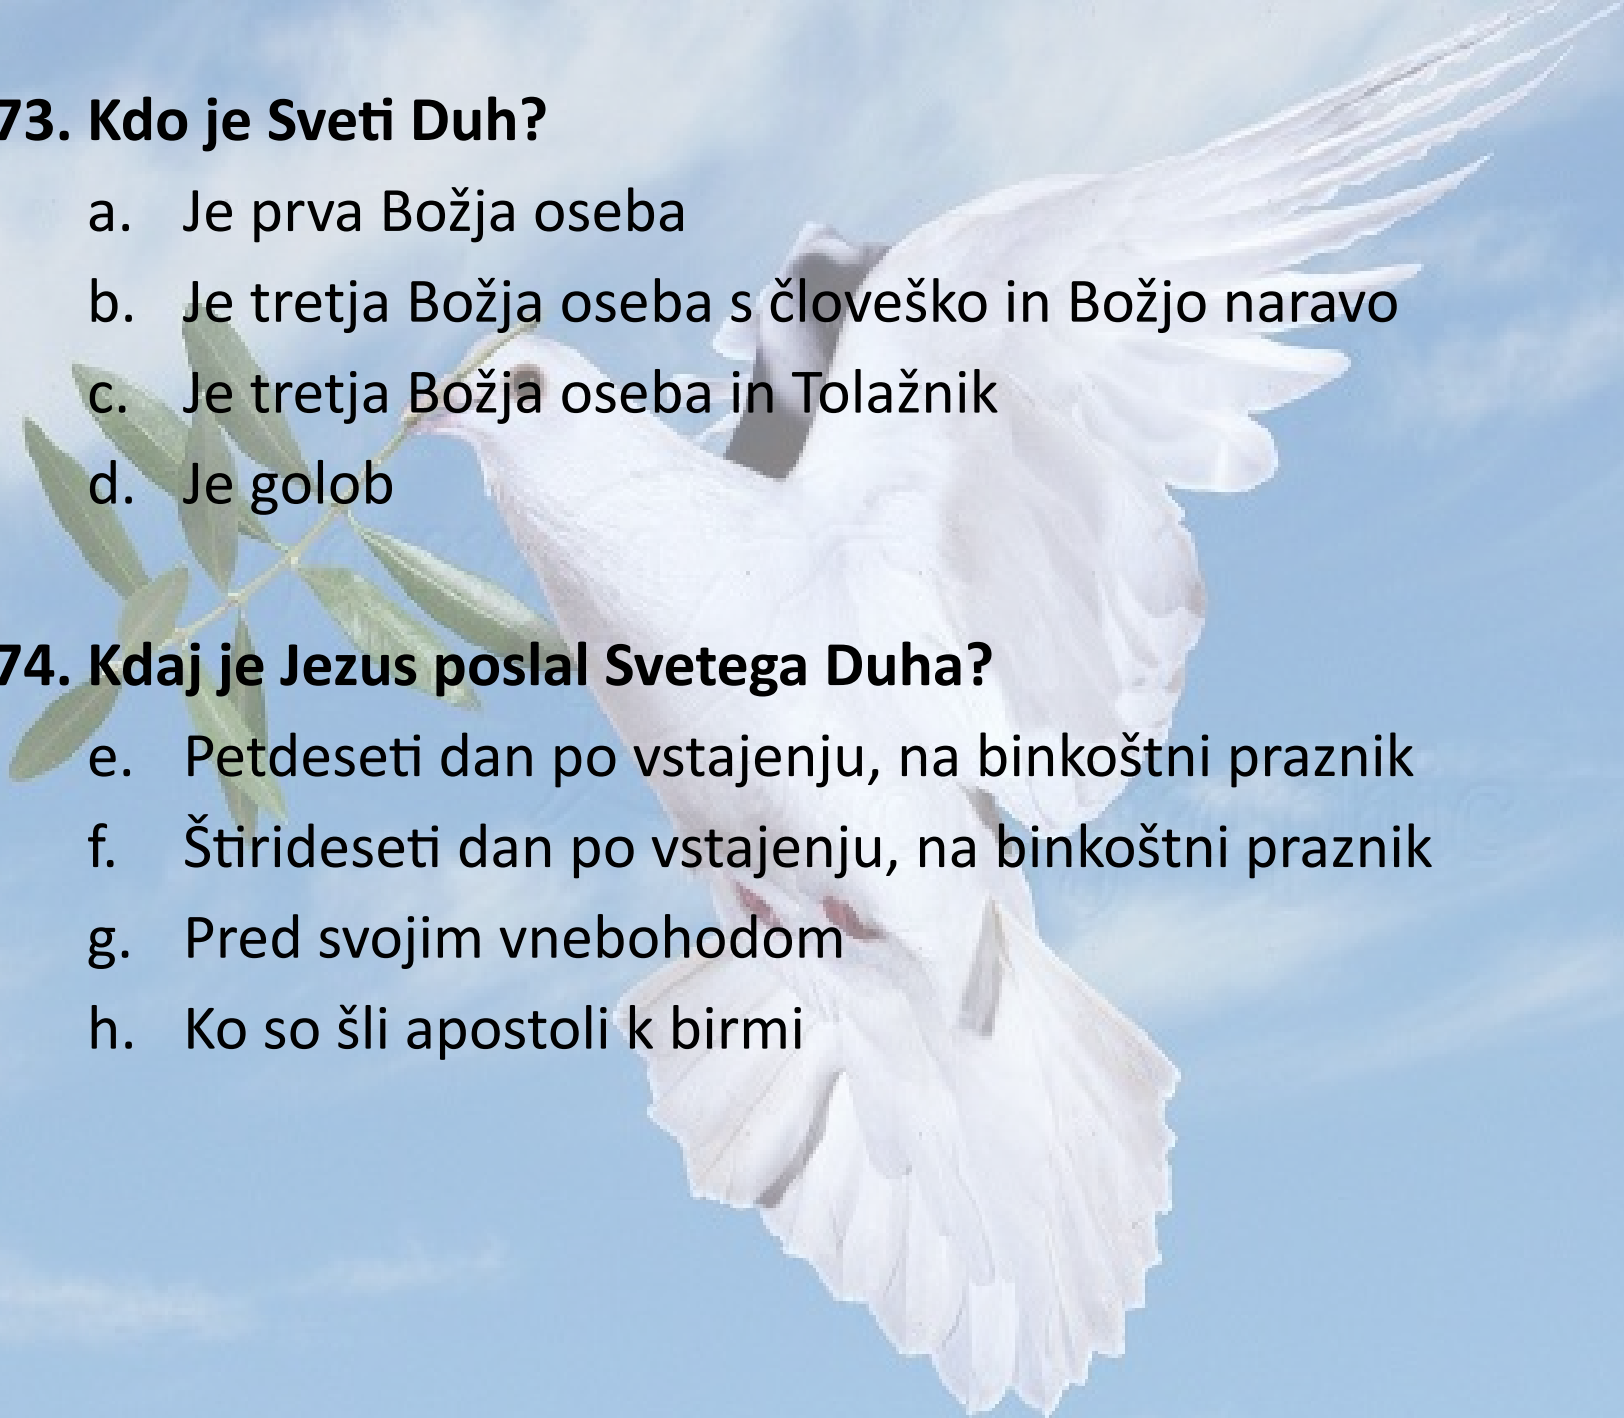 73. Kdo je Sveti Duh?
a. Je prva Božja oseba
b. Je tretja Božja oseba s človeško in Božjo naravo
c. Je tretja Božja oseba in Tolažnik
d. Je golob
74. Kdaj je Jezus poslal Svetega Duha?
e. Petdeseti dan po vstajenju, na binkoštni praznik
f. Štirideseti dan po vstajenju, na binkoštni praznik
g. Pred svojim vnebohodom
h. Ko so šli apostoli k birmi